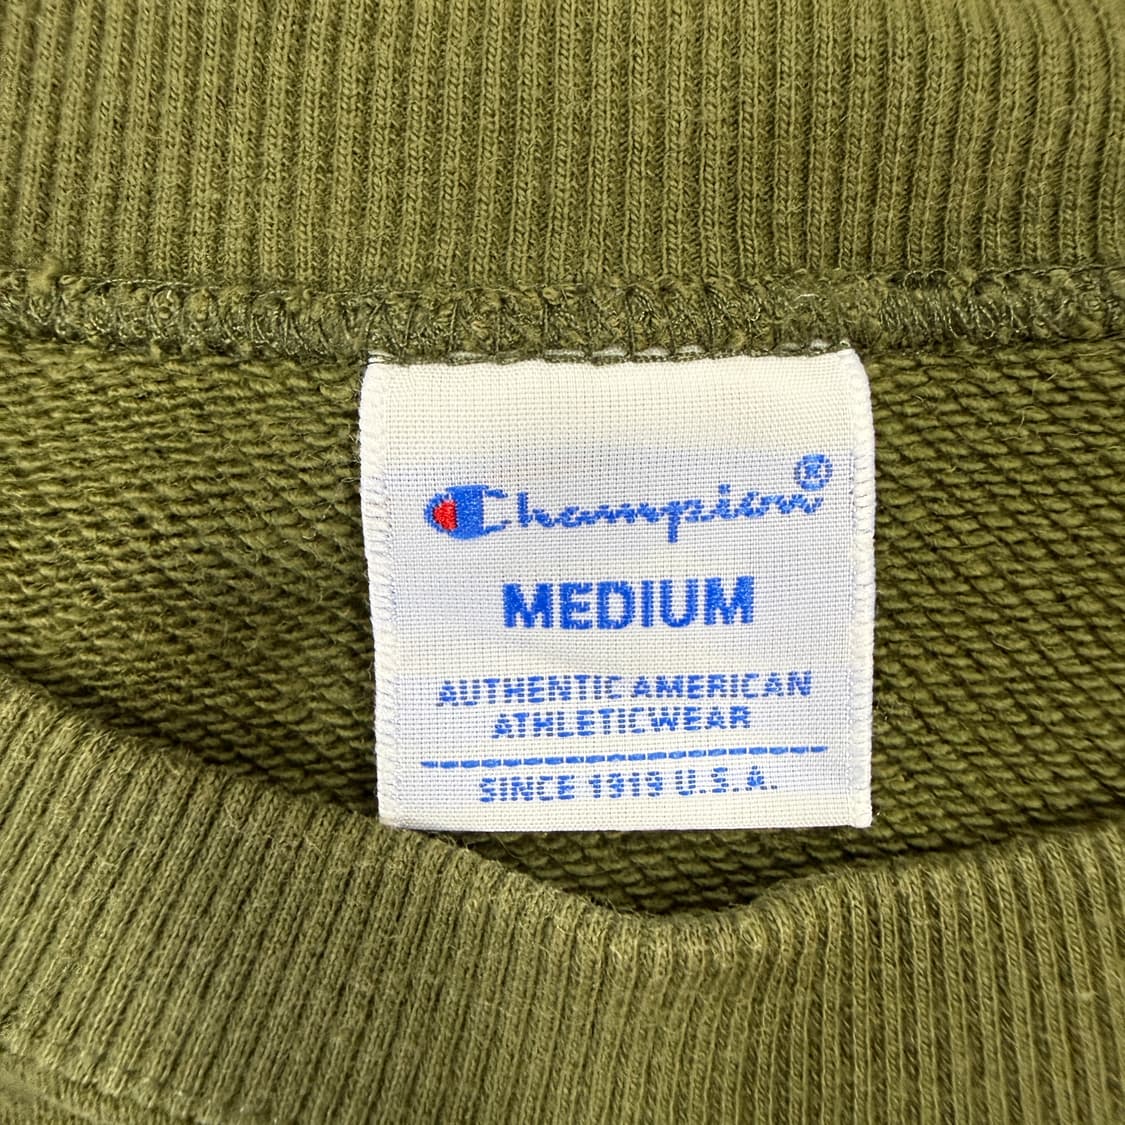 Champion®
MEDIUM
AUTHENTIC AMERICAN
ATHLETICWEAR
SINCE 1919 U.S.A.